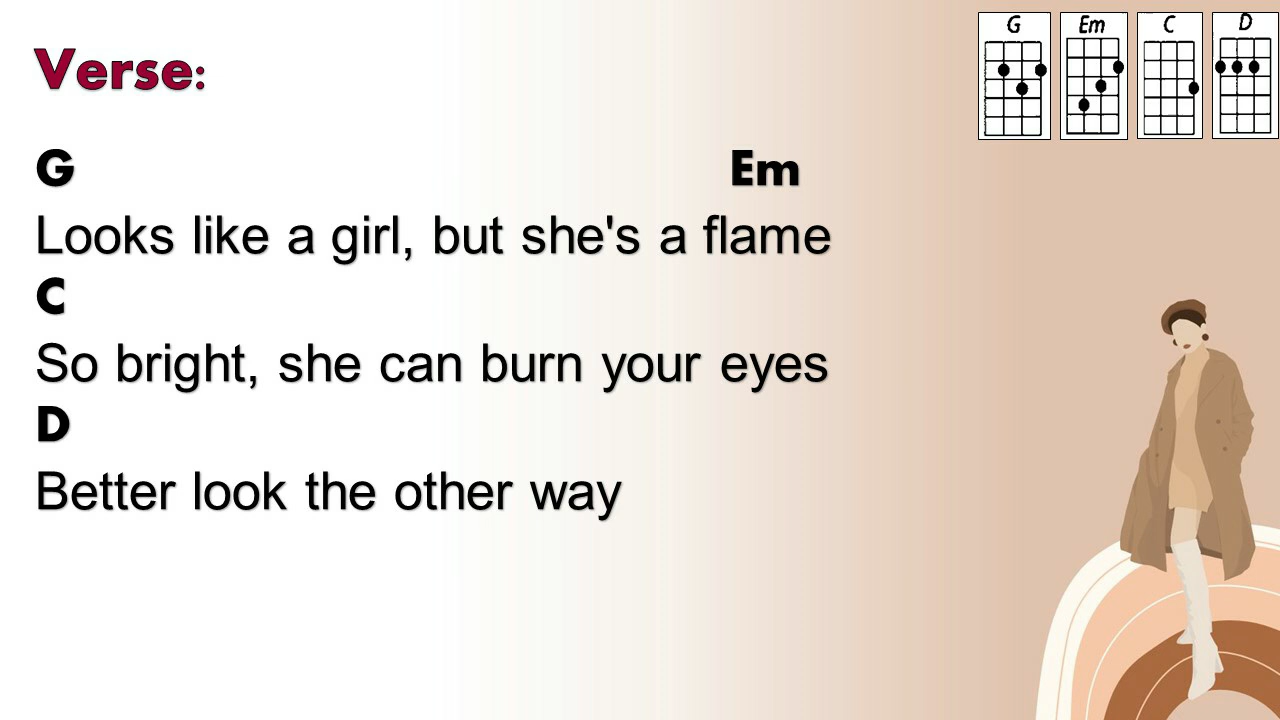 G Em C D
Verse:
G Em
Looks like a girl, but she's a flame
C
So bright, she can burn your eyes
D
Better look the other way